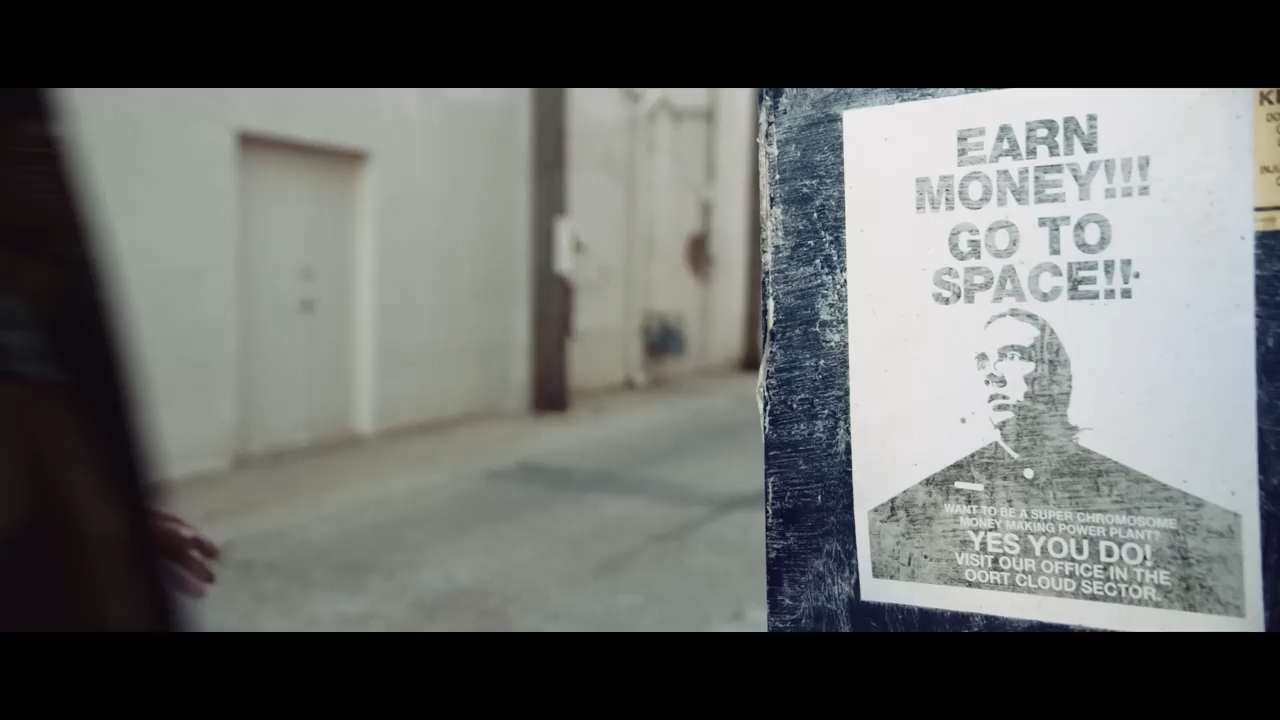 EARN
MONEY!!!
GO TO
SPACE!!
WANT TO BE A SUPER CHROMOSOME
MONEY MAKING POWER PLANT?
YES YOU DO!
VISIT OUR OFFICE IN THE
OORT CLOUD SECTOR.